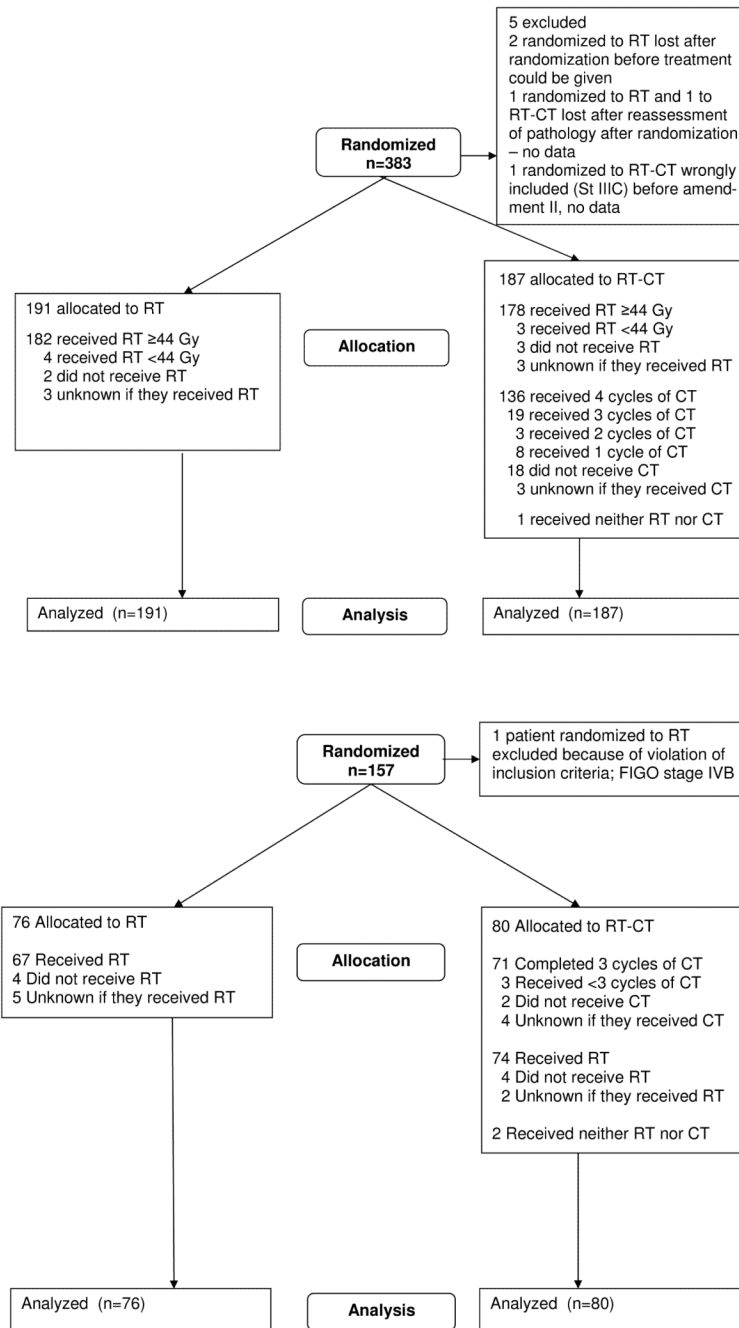 5 excluded
2 randomized to RT lost after
randomization before treatment
could be given
1 randomized to RT and 1 to
RT-CT lost after reassessment
of pathology after randomization
– no data
1 randomized to RT-CT wrongly
included (St IIIC) before amend-
ment II, no data
Randomized
n=383
191 allocated to RT
182 received RT ≥44 Gy
4 received RT <44 Gy
2 did not receive RT
3 unknown if they received RT
Allocation
187 allocated to RT-CT
178 received RT ≥44 Gy
3 received RT <44 Gy
3 did not receive RT
3 unknown if they received RT
136 received 4 cycles of CT
19 received 3 cycles of CT
3 received 2 cycles of CT
8 received 1 cycle of CT
18 did not receive CT
3 unknown if they received CT
1 received neither RT nor CT
Analyzed (n=191)
Analysis
Analyzed (n=187)
Randomized
n=157
1 patient randomized to RT
excluded because of violation of
inclusion criteria; FIGO stage IVB
76 Allocated to RT
67 Received RT
4 Did not receive RT
5 Unknown if they received RT
Allocation
80 Allocated to RT-CT
71 Completed 3 cycles of CT
3 Received <3 cycles of CT
2 Did not receive CT
4 Unknown if they received CT
74 Received RT
4 Did not receive RT
2 Unknown if they received RT
2 Received neither RT nor CT
Analyzed (n=76)
Analysis
Analyzed (n=80)